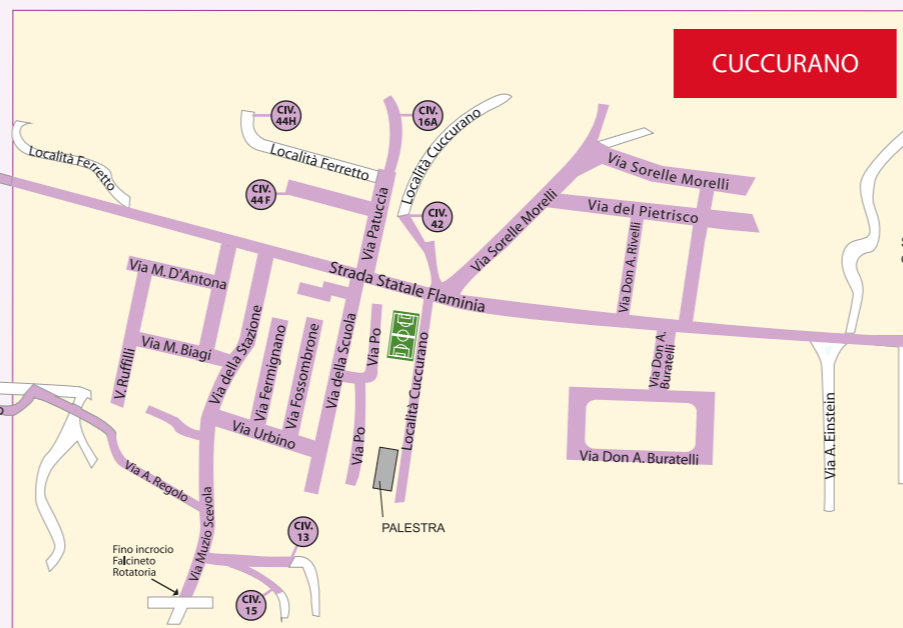 CUCCURANO
CIV.
44H
CIV.
16A
Località Cuccurano
Località Ferretto
Località Ferretto
CIV.
44 F
CIV.
42
Via Patuccia
Via Sorelle Morelli
Via Sorelle Morelli
Via del Pietrisco
Via Don A. Rivelli
Strada Statale Flaminia
Via M. D'Antona
Via M. Biagi
V. Ruffilli
Via della Stazione
Via Fermignano
Via Fossombrone
Via della Scuola
Via Po
Via Po
Località Cuccurano
Via Urbino
Via Don A.
Buratelli
Via Don A. Buratelli
Via A. Einstein
Via A. Regolo
Via Muzio Scevola
PALESTRA
CIV.
13
CIV.
15
Fino incrocio
Falcineto
Rotatoria